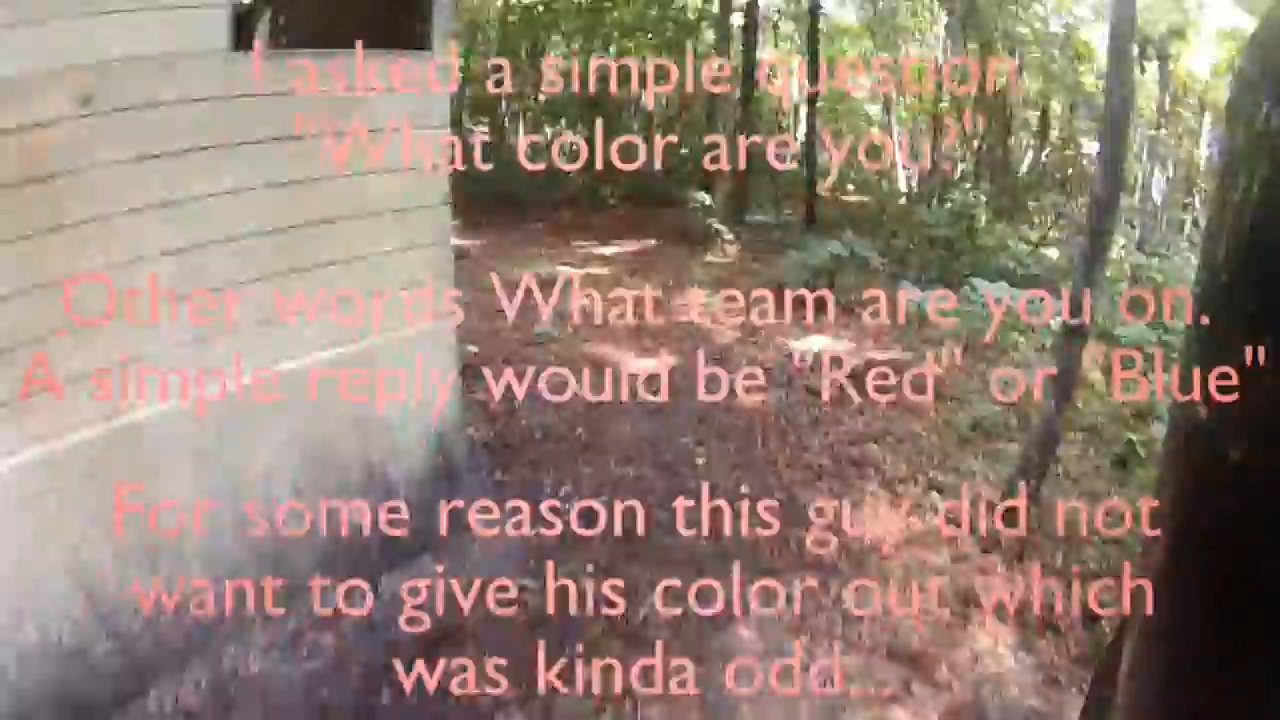 I asked a simple question
"What color are you?"
Other words What team are you on.
A simple reply would be "Red" or "Blue"
For some reason this guy did not
want to give his color out which
was kinda odd...